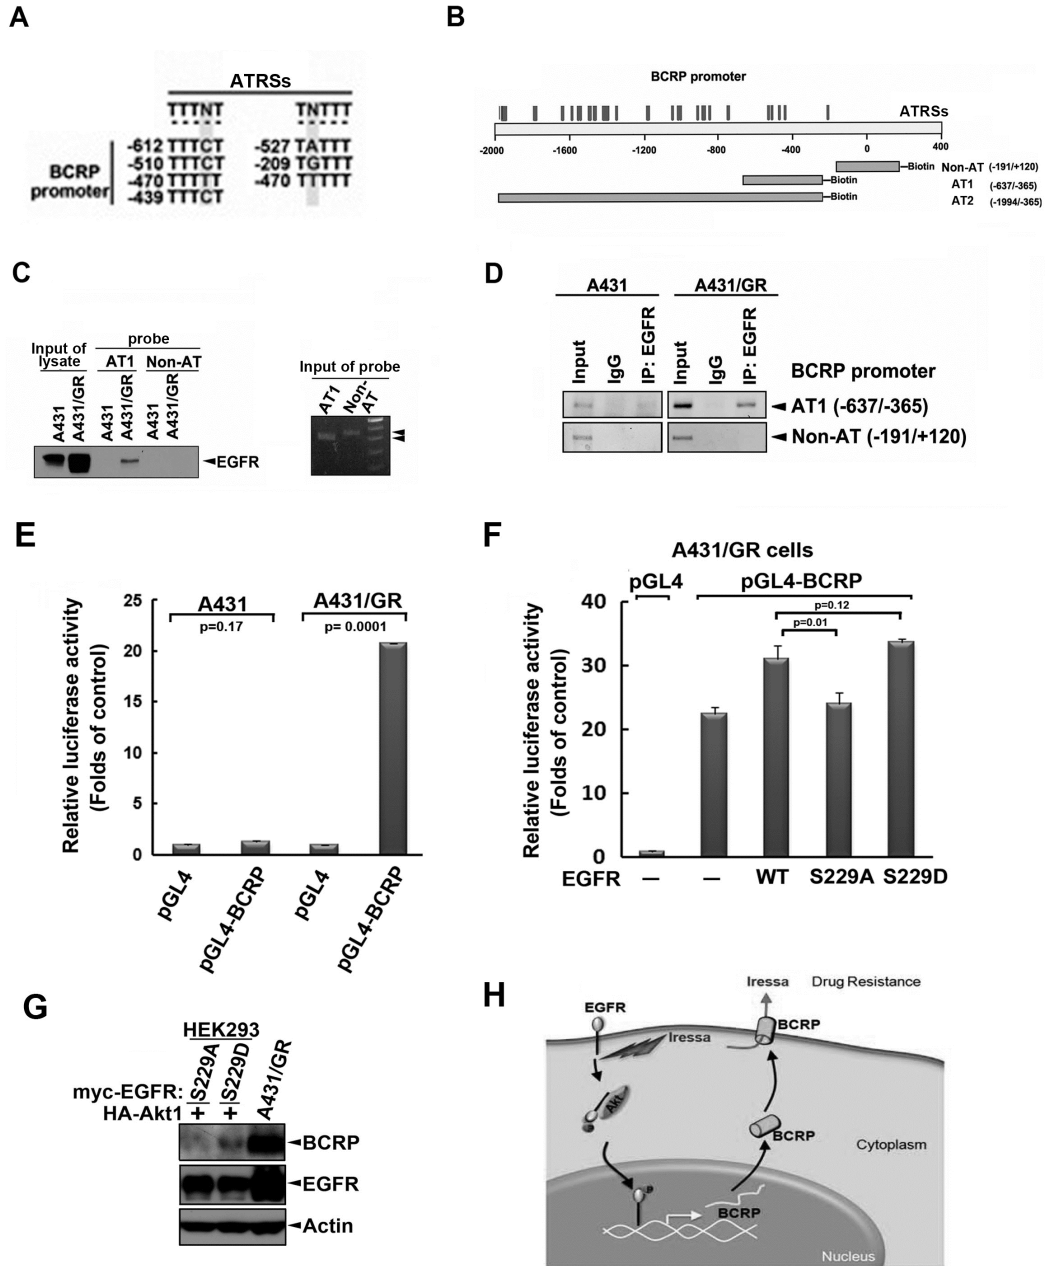 A
ATRSs
TTTNT
TNTTT
-612 TTTCT
-510 TTTCT
-470 TTTTT
-439 TTTCT
-527 TATTT
-209 TGTTT
-470 TTTTT
BCRP
promoter
B
BCRP promoter
ATRSs
-2000 -1600 -1200 -800 -400 0 400
Biotin Non-AT (-191/+120)
Biotin AT1 (-637/-365)
Biotin AT2 (-1994/-365)
C
Input of
lysate
probe
AT1 Non-AT
A431 A431/GR A431 A431/GR A431 A431/GR
EGFR
Input of probe
AT1 Non-AT
D
A431 A431/GR
Input IgG IP: EGFR Input IgG IP: EGFR
BCRP promoter
AT1 (-637/-365)
Non-AT (-191/+120)
E
Relative luciferase activity
(Folds of control)
25
20
15
10
5
0
A431
p=0.17
A431/GR
p= 0.0001
pGL4 pGL4-BCRP pGL4 pGL4-BCRP
F
A431/GR cells
pGL4 pGL4-BCRP
Relative luciferase activity
(Folds of control)
40
30
20
10
0
p=0.12
p=0.01
EGFR – – WT S229A S229D
G
HEK293
myc-EGFR: S229A S229D A431/GR
HA-Akt1 + +
BCRP
EGFR
Actin
H
Iressa Drug Resistance
EGFR
BCRP
Iressa
Akt
BCRP
Cytoplasm
BCRP
Nucleus